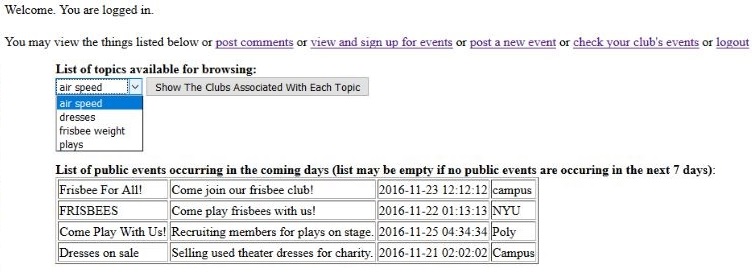 Welcome. You are logged in.
You may view the things listed below or post comments or view and sign up for events or post a new event or check your club's events or logout
List of topics available for browsing:
air speed Show The Clubs Associated With Each Topic
air speed
dresses
frisbee weight
plays
List of public events occurring in the coming days (list may be empty if no public events are occuring in the next 7 days):
Frisbee For All! Come join our frisbee club! 2016-11-23 12:12:12 campus
FRISBEES Come play frisbees with us! 2016-11-22 01:13:13 NYU
Come Play With Us! Recruiting members for plays on stage. 2016-11-25 04:34:34 Poly
Dresses on sale Selling used theater dresses for charity. 2016-11-21 02:02:02 Campus